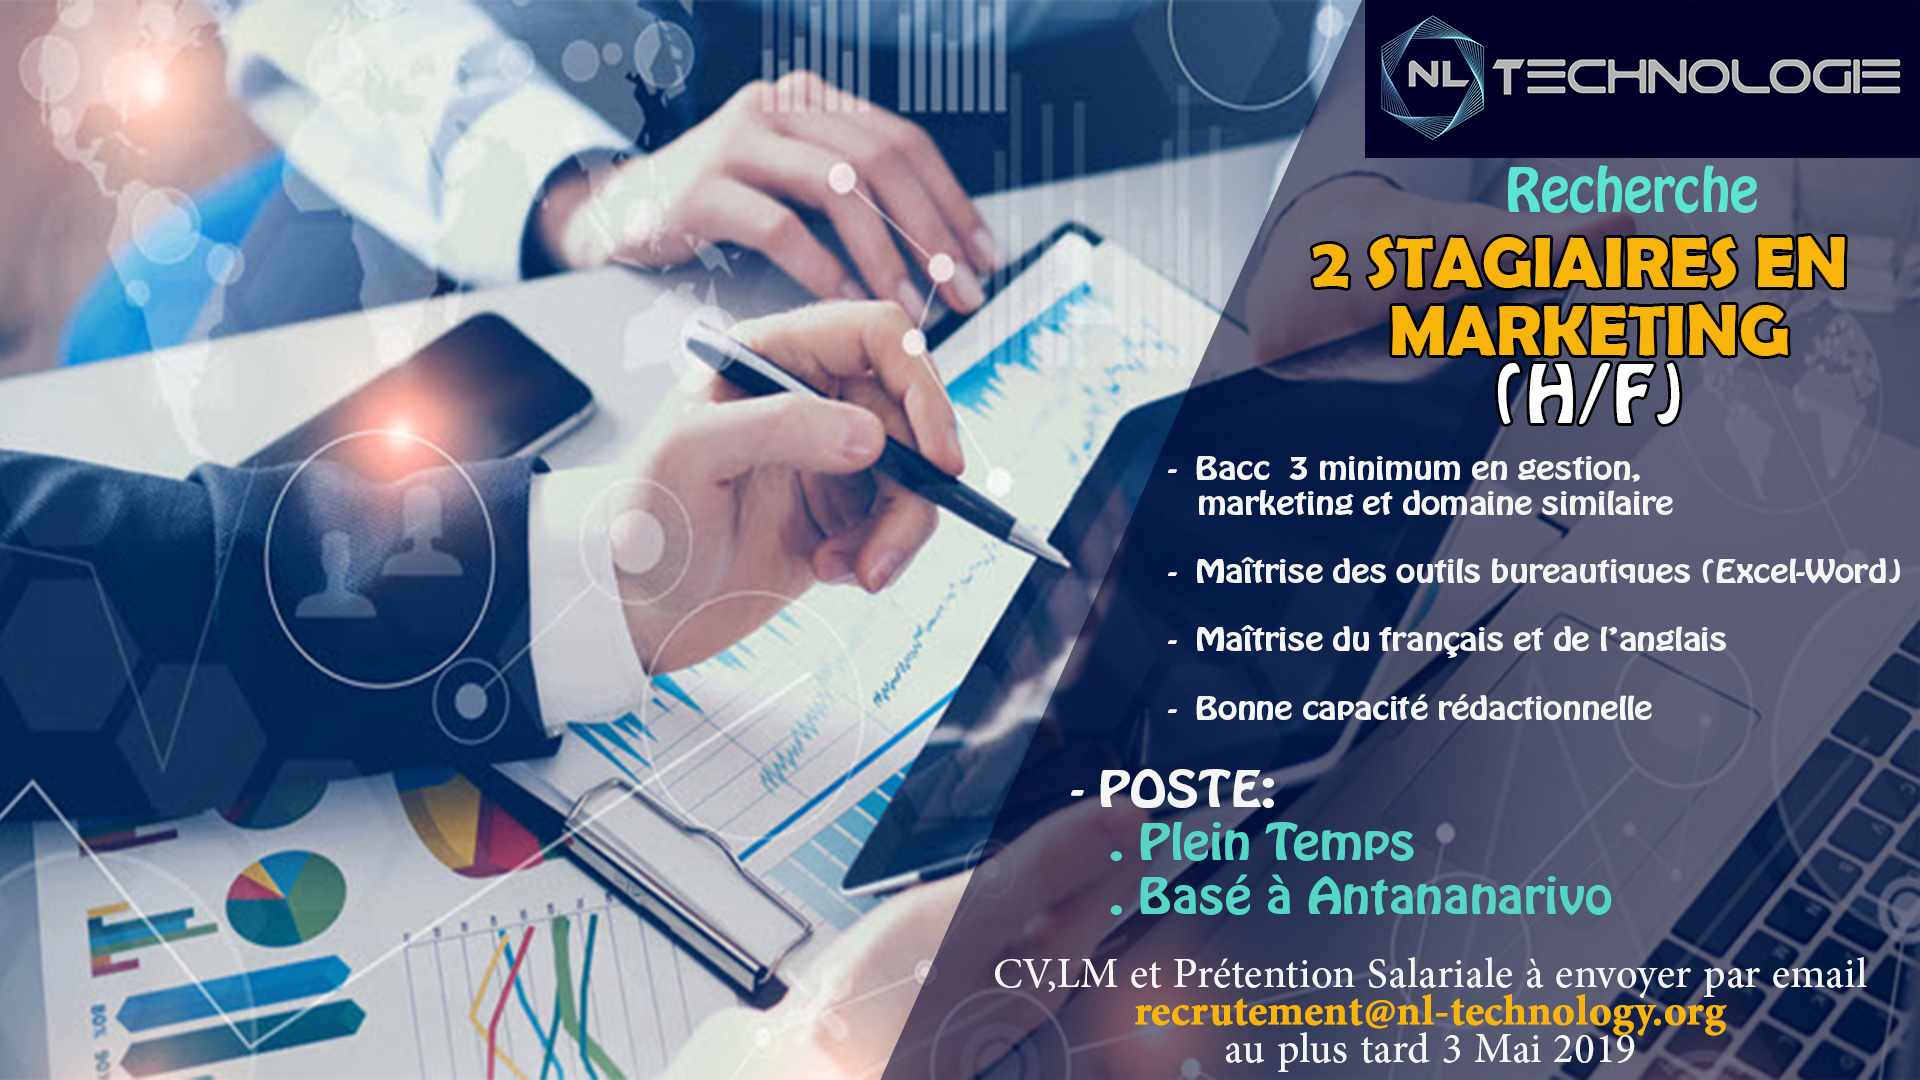 NL TECHNOLOGIE
Recherche
2 STAGIAIRES EN
MARKETING
(H/F)
- Bacc 3 minimum en gestion,
marketing et domaine similaire
- Maîtrise des outils bureautiques (Excel-Word)
- Maîtrise du français et de l'anglais
- Bonne capacité rédactionnelle
- POSTE:
. Plein Temps
. Basé à Antananarivo
CV,LM et Prétention Salariale à envoyer par email
recrutement@nl-technology.org
au plus tard 3 Mai 2019
80%
90%